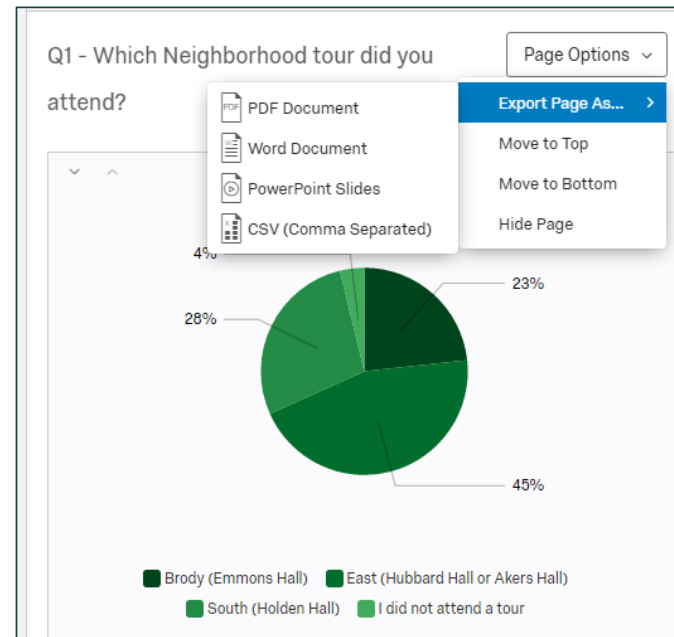 Q1 - Which Neighborhood tour did you
attend?
Page Options
Export Page As...
Move to Top
Move to Bottom
Hide Page
PDF
PDF Document
Word Document
PowerPoint Slides
CSV (Comma Separated)
4%
23%
28%
45%
Brody (Emmons Hall) East (Hubbard Hall or Akers Hall)
South (Holden Hall) I did not attend a tour